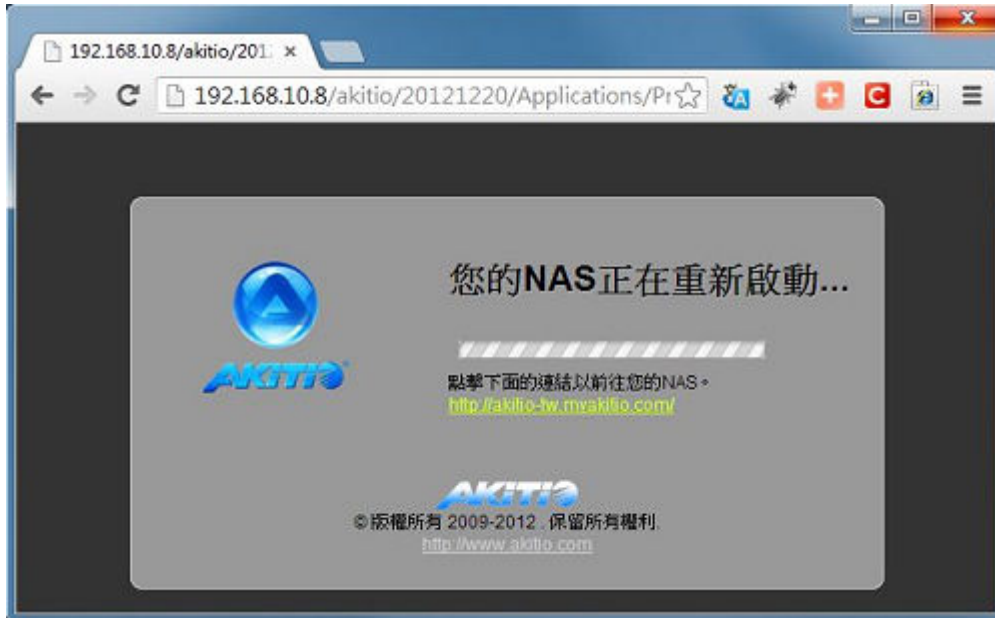 192.168.10.8/akitio/201
192.168.10.8/akitio/20121220/Applications/Pr
您的NAS正在重新啟動...
AKITIO
點擊下面的連結以前往您的NAS。
http://akitio-tw.myakitio.com/
AKITIO
©版權所有 2009-2012 . 保留所有權利.
http://www.akitio.com